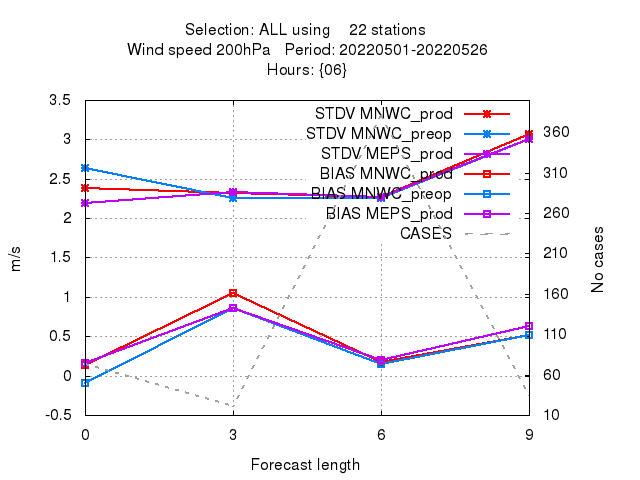 Selection: ALL using 22 stations
Wind speed 200hPa Period: 20220501-20220526
Hours: {06}
3.5
3
2.5
2
1.5
1
0.5
0
-0.5
m/s
STDV MNWC_prod
STDV MNWC_preop
STDV MEPS_prod
BIAS MNWC_prod
BIAS MNWC_preop
BIAS MEPS_prod
CASES
360
310
260
210
160
110
60
10
No cases
0 3 6 9
Forecast length